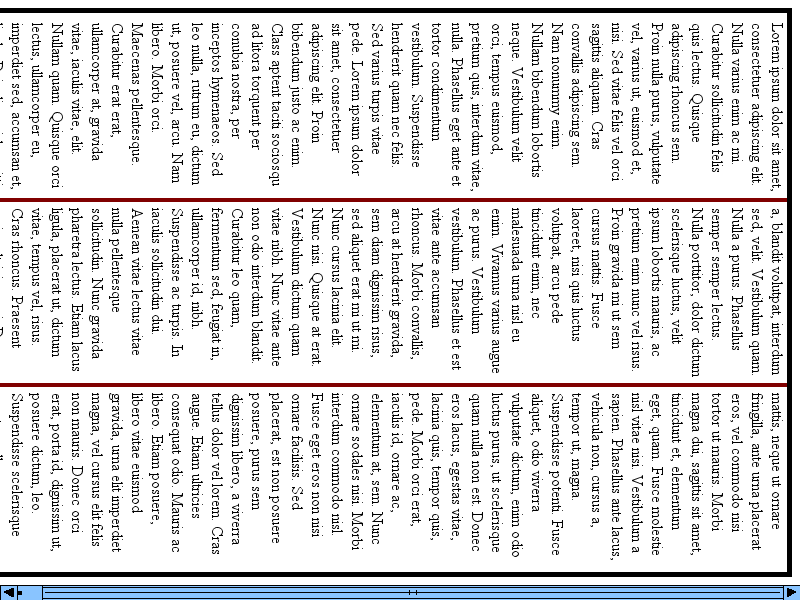 Lorem ipsum dolor sit amet,
consectetuer adipiscing elit.
Nulla varius enim ac mi.
Curabitur sollicitudin felis
quis lectus. Quisque
adipiscing rhoncus sem.
Proin nulla purus, vulputate
vel, varius ut, euismod et,
nisi. Sed vitae felis vel orci
sagittis aliquam. Cras
convallis adipiscing sem.
Nam nonummy enim.
Nullam bibendum lobortis
neque. Vestibulum velit
orci, tempus euismod,
pretium quis, interdum vitae,
nulla. Phasellus eget ante et
tortor condimentum
vestibulum. Suspendisse
hendrerit quam nec felis.
Sed varius turpis vitae
pede. Lorem ipsum dolor
sit amet, consectetuer
adipiscing elit. Proin
bibendum justo ac enim.
Class aptent taciti sociosqu
ad litora torquent per
conubia nostra, per
inceptos hymenaeos. Sed
leo nulla, rutrum eu, dictum
ut, posuere vel, arcu. Nam
libero. Morbi orci.
Maecenas pellentesque.
Curabitur erat erat,
ullamcorper at, gravida
vitae, iaculis vitae, elit.
Nullam quam. Quisque orci
lectus, ullamcorper eu,
imperdiet sed, accumsan et,
a, blandit volutpat, interdum
sed, velit. Vestibulum quam.
Nulla a purus. Phasellus
semper semper lectus.
Nulla porttitor, dolor dictum
scelerisque luctus, velit
ipsum lobortis mauris, ac
pretium enim nunc vel risus.
Proin gravida mi ut sem
cursus mattis. Fusce
laoreet, nisi quis luctus
volutpat, arcu pede
tincidunt enim, nec
malesuada urna nisl eu
enim. Vivamus varius augue
ac purus. Vestibulum
vestibulum. Phasellus et est
vitae ante accumsan
rhoncus. Morbi convallis,
arcu at hendrerit gravida,
sem diam dignissim risus,
sed aliquet erat mi ut mi.
Nunc cursus lacinia elit.
Nunc nisi. Quisque at erat.
Vestibulum dictum, quam
vitae nibh. Nunc vitae ante
non odio interdum blandit.
Curabitur leo quam,
fermentum sed, feugiat in,
ullamcorper id, nibh.
Suspendisse ac turpis. In
iaculis sollicitudin dui.
Aenean vitae lectus vitae
nulla pellentesque
sollicitudin. Nunc gravida
pharetra lectus. Etiam lacus
ligula, placerat ut, dictum
vitae, tempus vel, risus.
Cras rhoncus. Praesent
mattis, neque ut ornare
fringilla, ante urna placerat
eros, vel commodo nisi
tortor ut mauris. Morbi
magna dui, sagittis sit amet,
tincidunt et, elementum
eget, quam. Fusce molestie
nisl vitae nisi. Vestibulum a
sapien. Phasellus ante lacus,
vehicula non, cursus a,
tempor ut, magna.
Suspendisse potenti. Fusce
aliquet, odio viverra
vulputate dictum, enim odio
luctus purus, ut scelerisque
quam nulla non est. Donec
eros lacus, egestas vitae,
lacinia quis, tempor quis,
pede. Morbi orci erat,
iaculis id, ornare ac,
elementum at, sem. Nunc
ornare sodales nisi. Morbi
interdum commodo nisl.
Fusce eget eros non nisi
ornare facilisis. Sed
placerat, est non posuere
posuere, purus sem
dignissim libero, a viverra
tellus dolor vel lorem. Cras
augue. Etiam ultricies
consequat odio. Mauris ac
libero. Etiam posuere,
libero vitae euismod
gravida, urna elit imperdiet
magna, vel cursus elit felis
non mauris. Donec orci
erat, porta id, dignissim ut,
posuere dictum, leo.
Suspendisse scelerisque